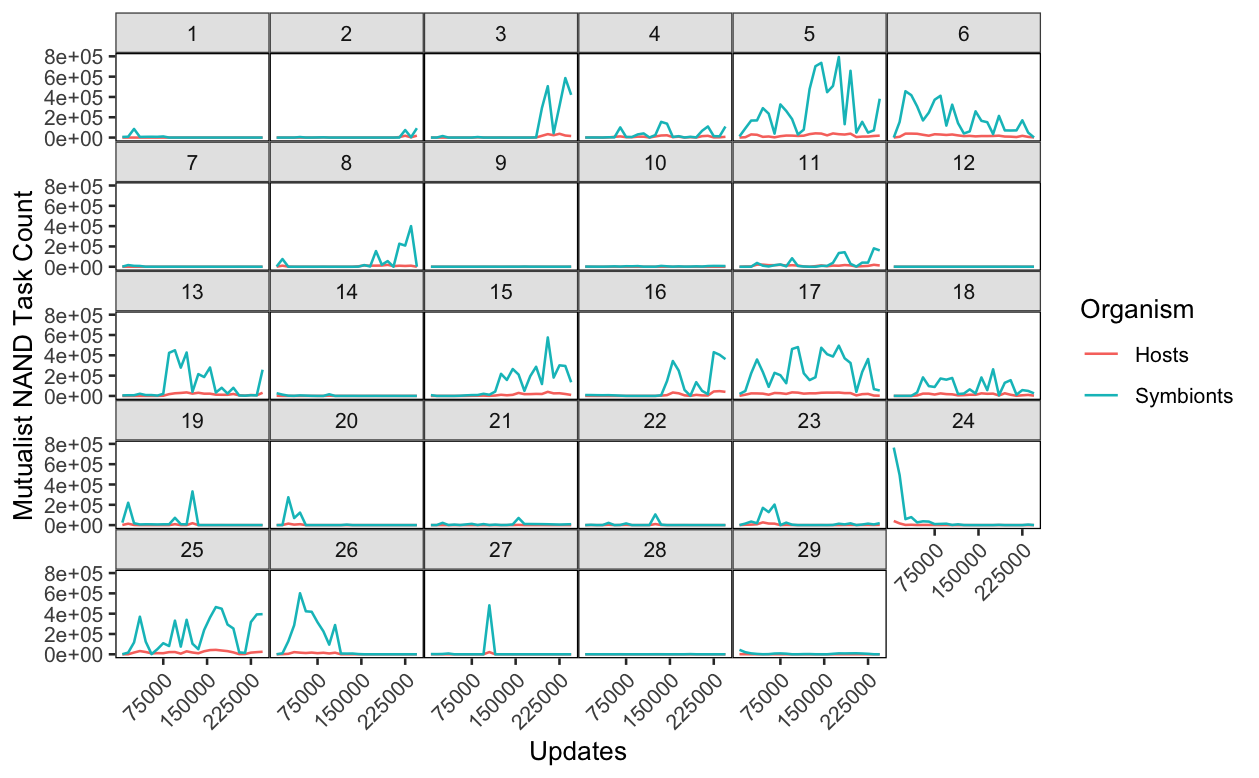 1 2 3 4 5 6
8e+05
6e+05
4e+05
2e+05
0e+00
7 8 9 10 11 12
8e+05
6e+05
4e+05
2e+05
0e+00
13 14 15 16 17 18
8e+05
6e+05
4e+05
2e+05
0e+00
19 20 21 22 23 24
8e+05
6e+05
4e+05
2e+05
0e+00
75000 150000 225000
25 26 27 28 29
8e+05
6e+05
4e+05
2e+05
0e+00
75000 150000 225000 75000 150000 225000 75000 150000 225000 75000 150000 225000 75000 150000 225000
Updates
Mutualist NAND Task Count
Organism
Hosts
Symbionts